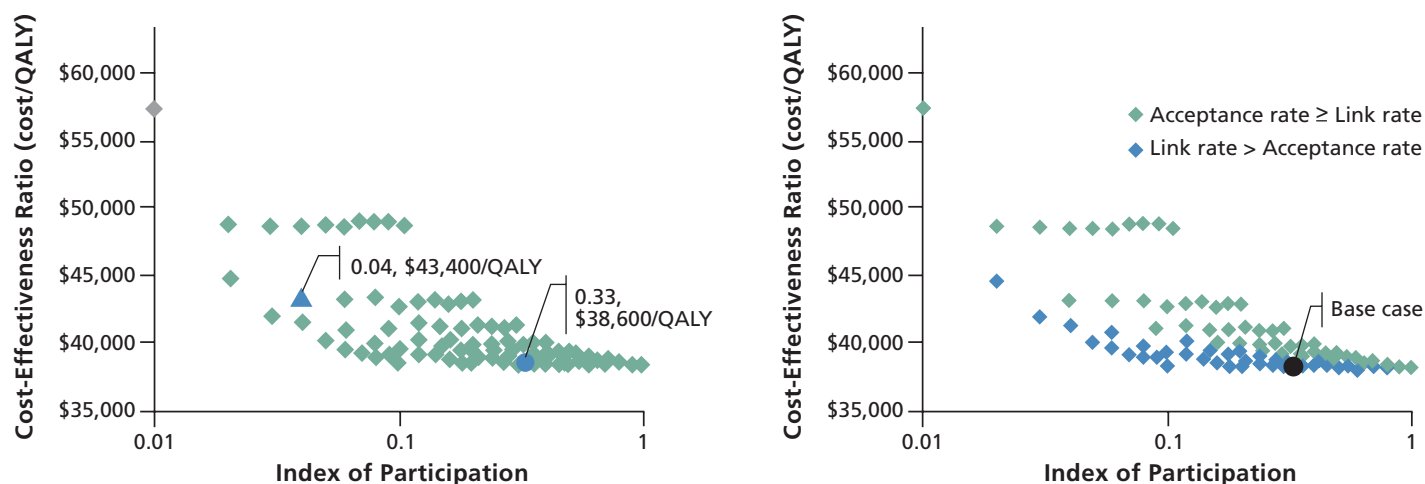 Cost-Effectiveness Ratio (cost/QALY)
$60,000
$55,000
$50,000
$45,000
$40,000
$35,000
0.04, $43,400/QALY
0.33,
$38,600/QALY
0.01
0.1
1
Index of Participation
Cost-Effectiveness Ratio (cost/QALY)
$60,000
$55,000
$50,000
$45,000
$40,000
$35,000
Acceptance rate ≥ Link rate
Link rate > Acceptance rate
Base case
0.01
0.1
1
Index of Participation